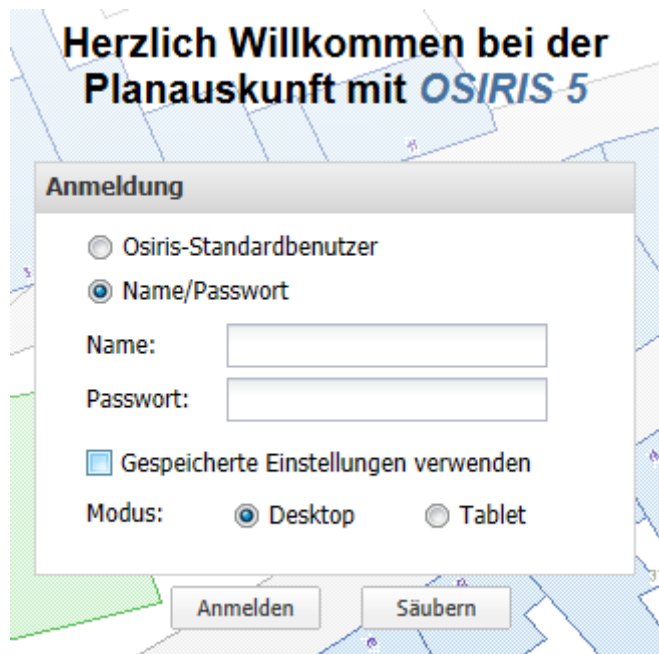 Herzlich Willkommen bei der
Planauskunft mit OSIRIS 5
Anmeldung
Osiris-Standardbenutzer
Name/Passwort
Name:
Passwort:
Gespeicherte Einstellungen verwenden
Modus: Desktop Tablet
Anmelden Säubern